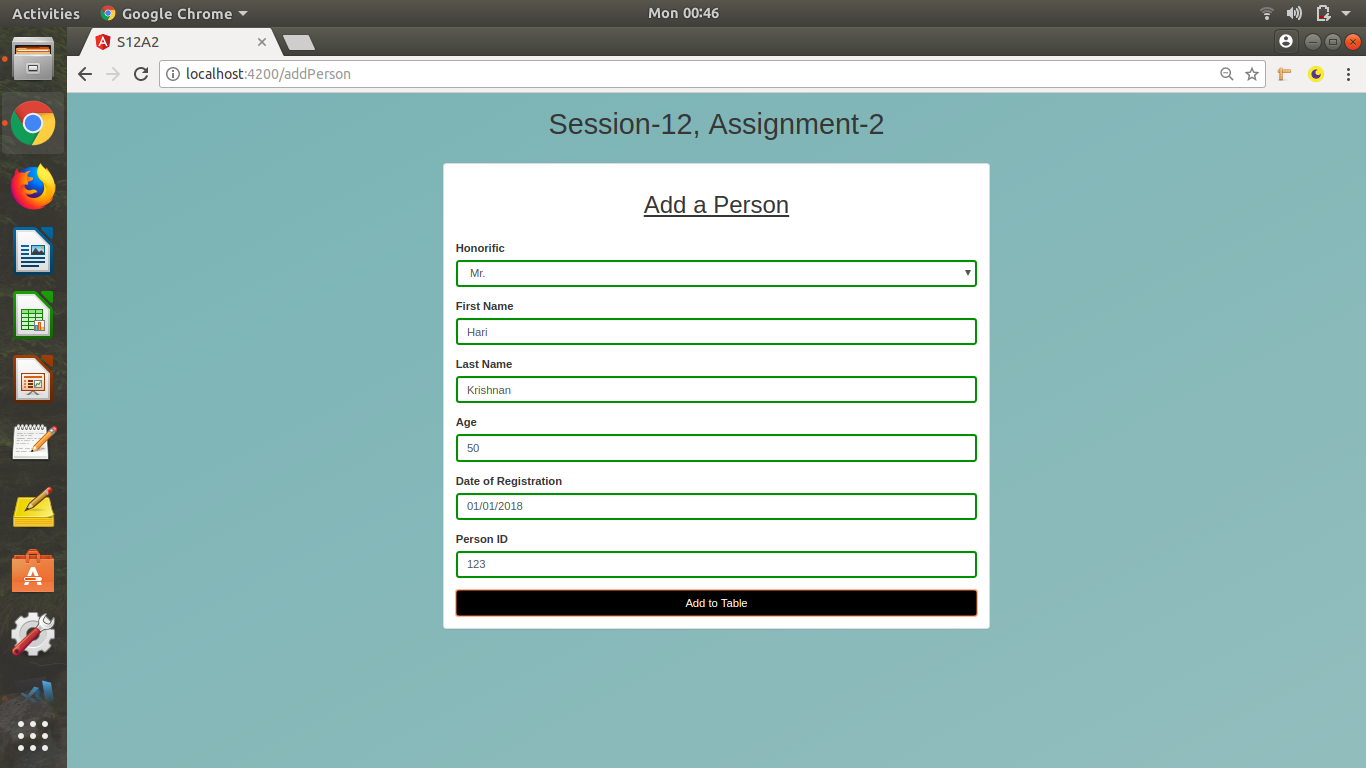 Activities Google Chrome Mon 00:46
S12A2
localhost:4200/addPerson
Session-12, Assignment-2
Add a Person
Honorific
Mr.
First Name
Hari
Last Name
Krishnan
Age
50
Date of Registration
01/01/2018
Person ID
123
Add to Table